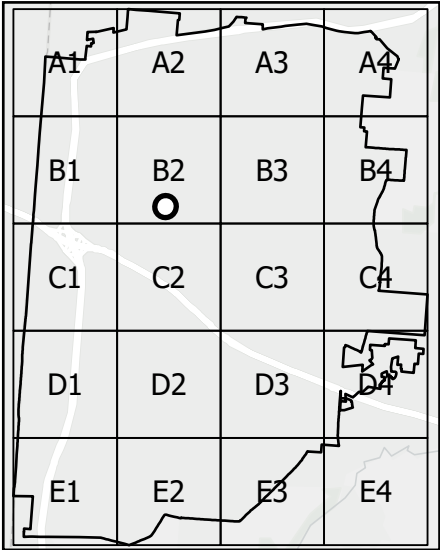 A1 A2 A3 A4
B1 B2 B3 B4
C1 C2 C3 C4
D1 D2 D3 D4
E1 E2 E3 E4